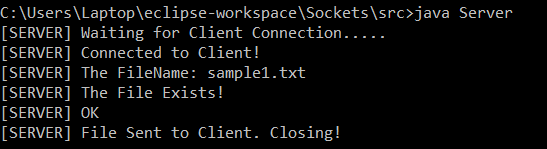 C:\Users\Laptop\eclipse-workspace\Sockets\src>java Server
[SERVER] Waiting for Client Connection.....
[SERVER] Connected to Client!
[SERVER] The FileName: sample1.txt
[SERVER] The File Exists!
[SERVER] OK
[SERVER] File Sent to Client. Closing!